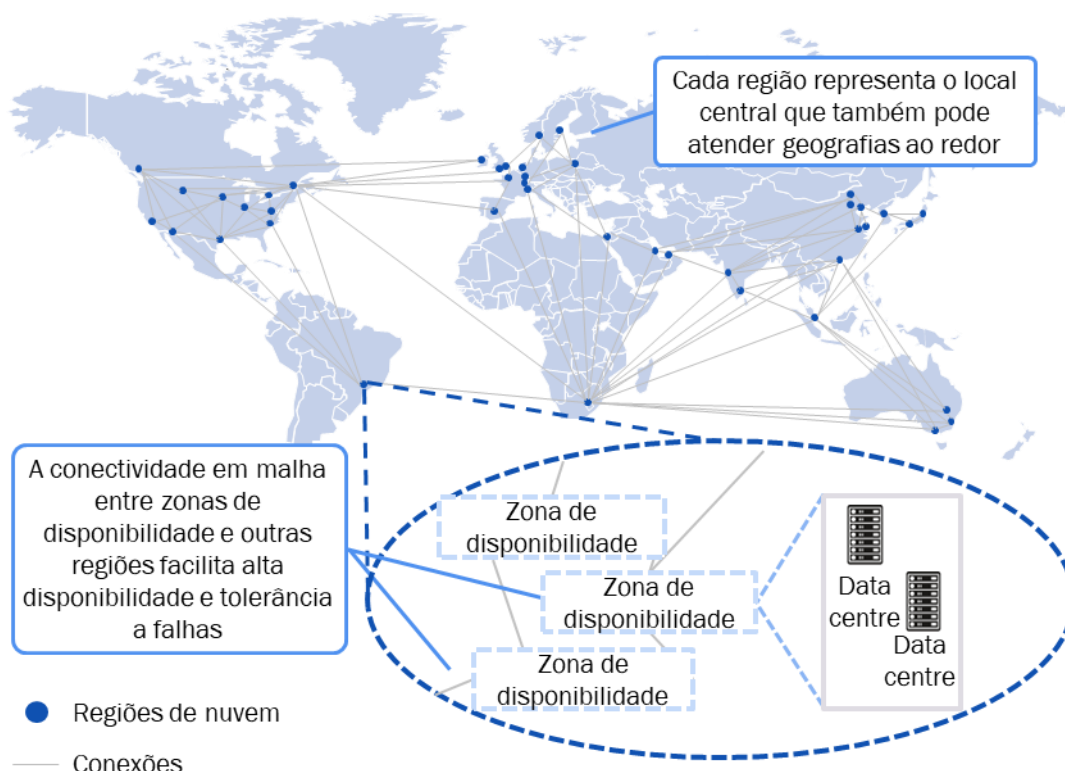 Cada região representa o local
central que também pode
atender geografias ao redor
A conectividade em malha
entre zonas de
disponibilidade e outras
regiões facilita alta
disponibilidade e tolerância
a falhas
Zona de
disponibilidade
Zona de
disponibilidade
Zona de
disponibilidade
Data
centre
Data
centre
Regiões de nuvem
Conexões